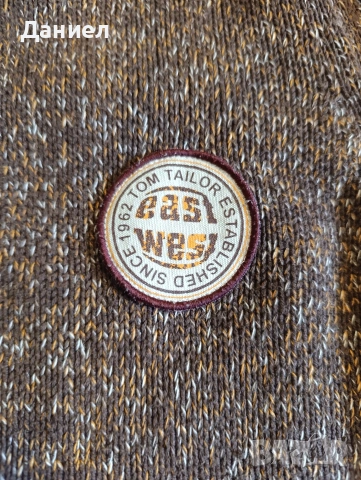 Даниел
TOM TAILOR ESTABLISHED SINCE 1962
east
west